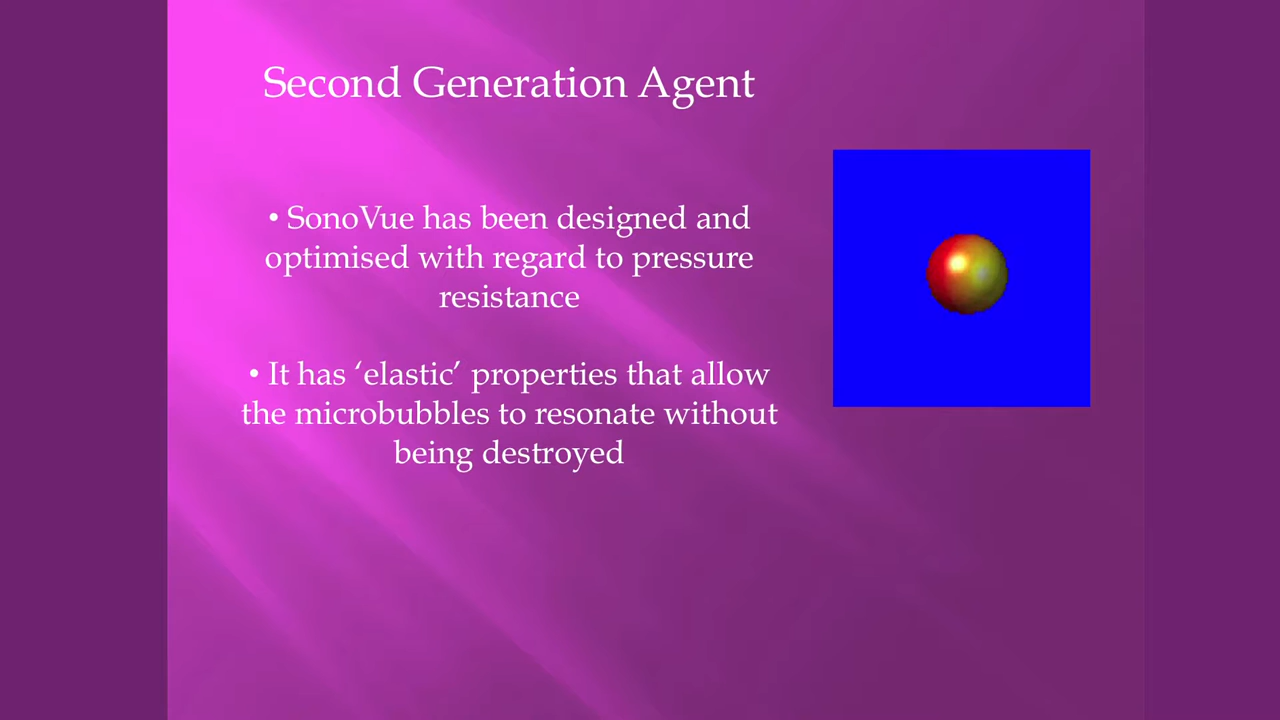 Second Generation Agent
• SonoVue has been designed and
optimised with regard to pressure
resistance
• It has ‘elastic’ properties that allow
the microbubbles to resonate without
being destroyed